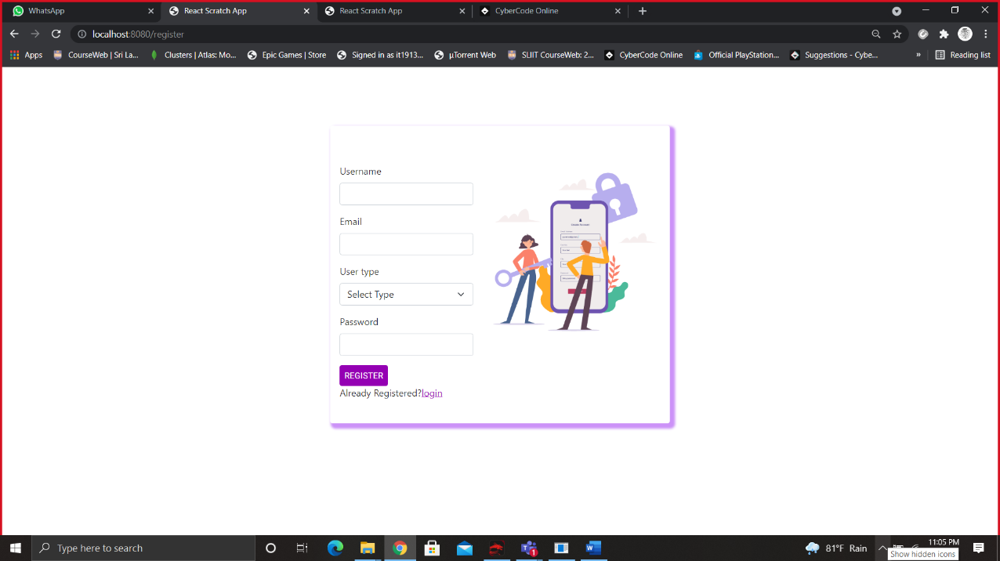 WhatsApp
React Scratch App
React Scratch App
CyberCode Online
localhost:8080/register
Apps
CourseWeb | Sri La...
Clusters | Atlas: Mo...
Epic Games | Store
Signed in as it1913...
µTorrent Web
SLIIT CourseWeb: 2...
CyberCode Online
Official PlayStation...
Suggestions - Cybe...
»
Reading list
Username
Email
User type
Select Type
Password
REGISTER
Already Registered?login
Type here to search
1
W
81°F Rain
11:05 PM
Show hidden icons